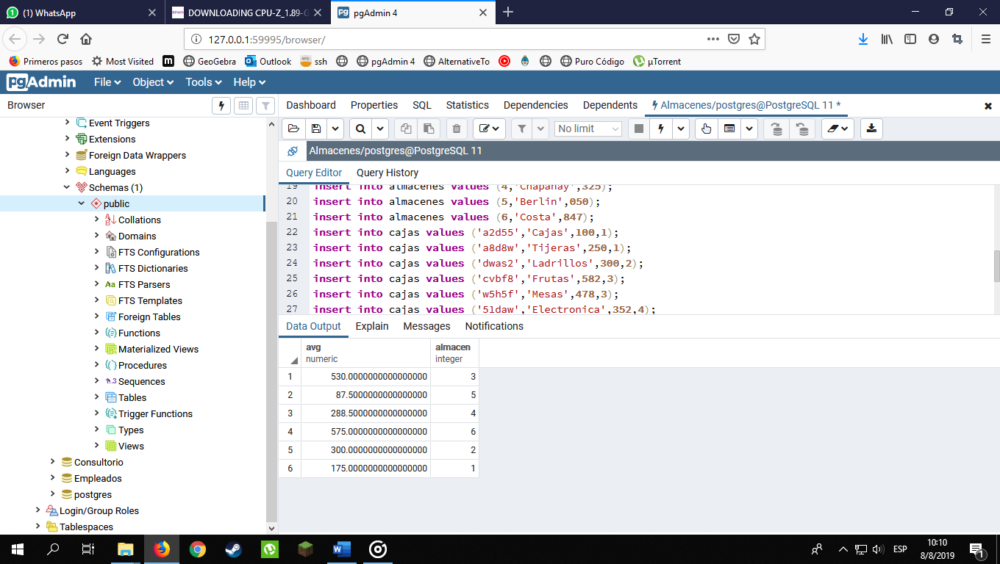 (1) WhatsApp
DOWNLOADING CPU-Z_1.89-G
pgAdmin 4
127.0.0.1:59995/browser/
Primeros pasos
Most Visited
m
GeoGebra
Outlook
ssh
pgAdmin 4
AlternativeTo
Puro Código
µTorrent
pgAdmin
File
Object
Tools
Help
Browser
Dashboard
Properties
SQL
Statistics
Dependencies
Dependents
Almacenes/postgres@PostgreSQL 11 *
No limit
Almacenes/postgres@PostgreSQL 11
Query Editor
Query History
Event Triggers
Extensions
Foreign Data Wrappers
Languages
Schemas (1)
public
Collations
Domains
FTS Configurations
FTS Dictionaries
Aa FTS Parsers
FTS Templates
Foreign Tables
Functions
Materialized Views
Procedures
1..3 Sequences
Tables
Trigger Functions
Types
Views
Consultorio
Empleados
postgres
Login/Group Roles
Tablespaces
19 insert into almacenes values (4,'Chapanay',325);
20 insert into almacenes values (5,'Berlin',050);
21 insert into almacenes values (6,'Costa',847);
22 insert into cajas values ('a2d55','Cajas',100,1);
23 insert into cajas values ('a8d8w','Tijeras',250,1);
24 insert into cajas values ('dwas2','Ladrillos',300,2);
25 insert into cajas values ('cvbf8','Frutas',582,3);
26 insert into cajas values ('w5h5f','Mesas',478,3);
27 insert into cajas values ('5ldaw','Electronica',352,4);
Data Output
Explain
Messages
Notifications
avg
numeric
almacen
integer
1 530.0000000000000000 3
2 87.5000000000000000 5
3 288.5000000000000000 4
4 575.0000000000000000 6
5 300.0000000000000000 2
6 175.0000000000000000 1
ESP
10:10
8/8/2019
1